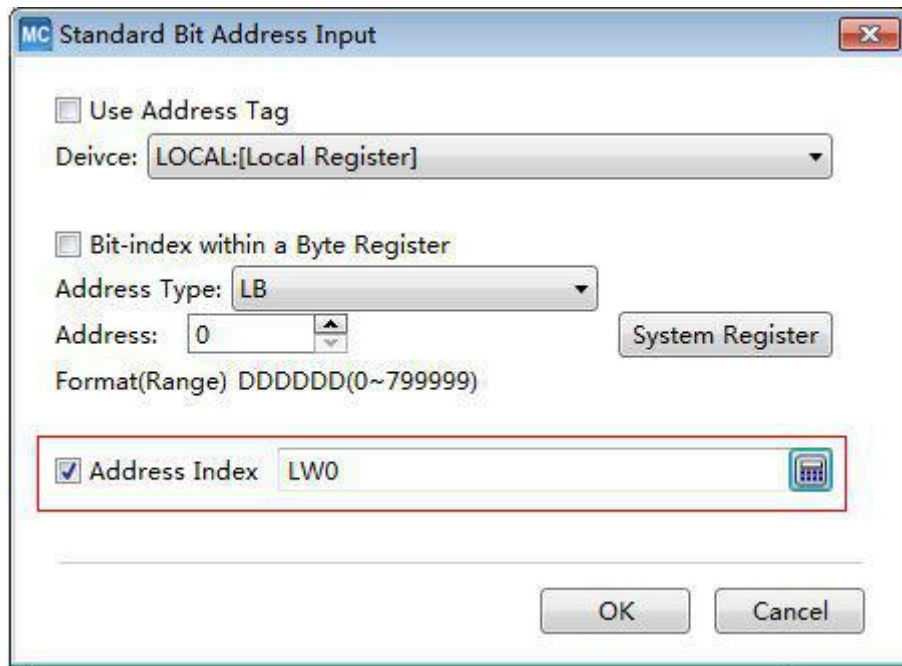 MC Standard Bit Address Input
Use Address Tag
Deivce: LOCAL:[Local Register]
Bit-index within a Byte Register
Address Type: LB
Address: 0 System Register
Format(Range) DDDDDD(0~799999)
Address Index LW0
OK Cancel